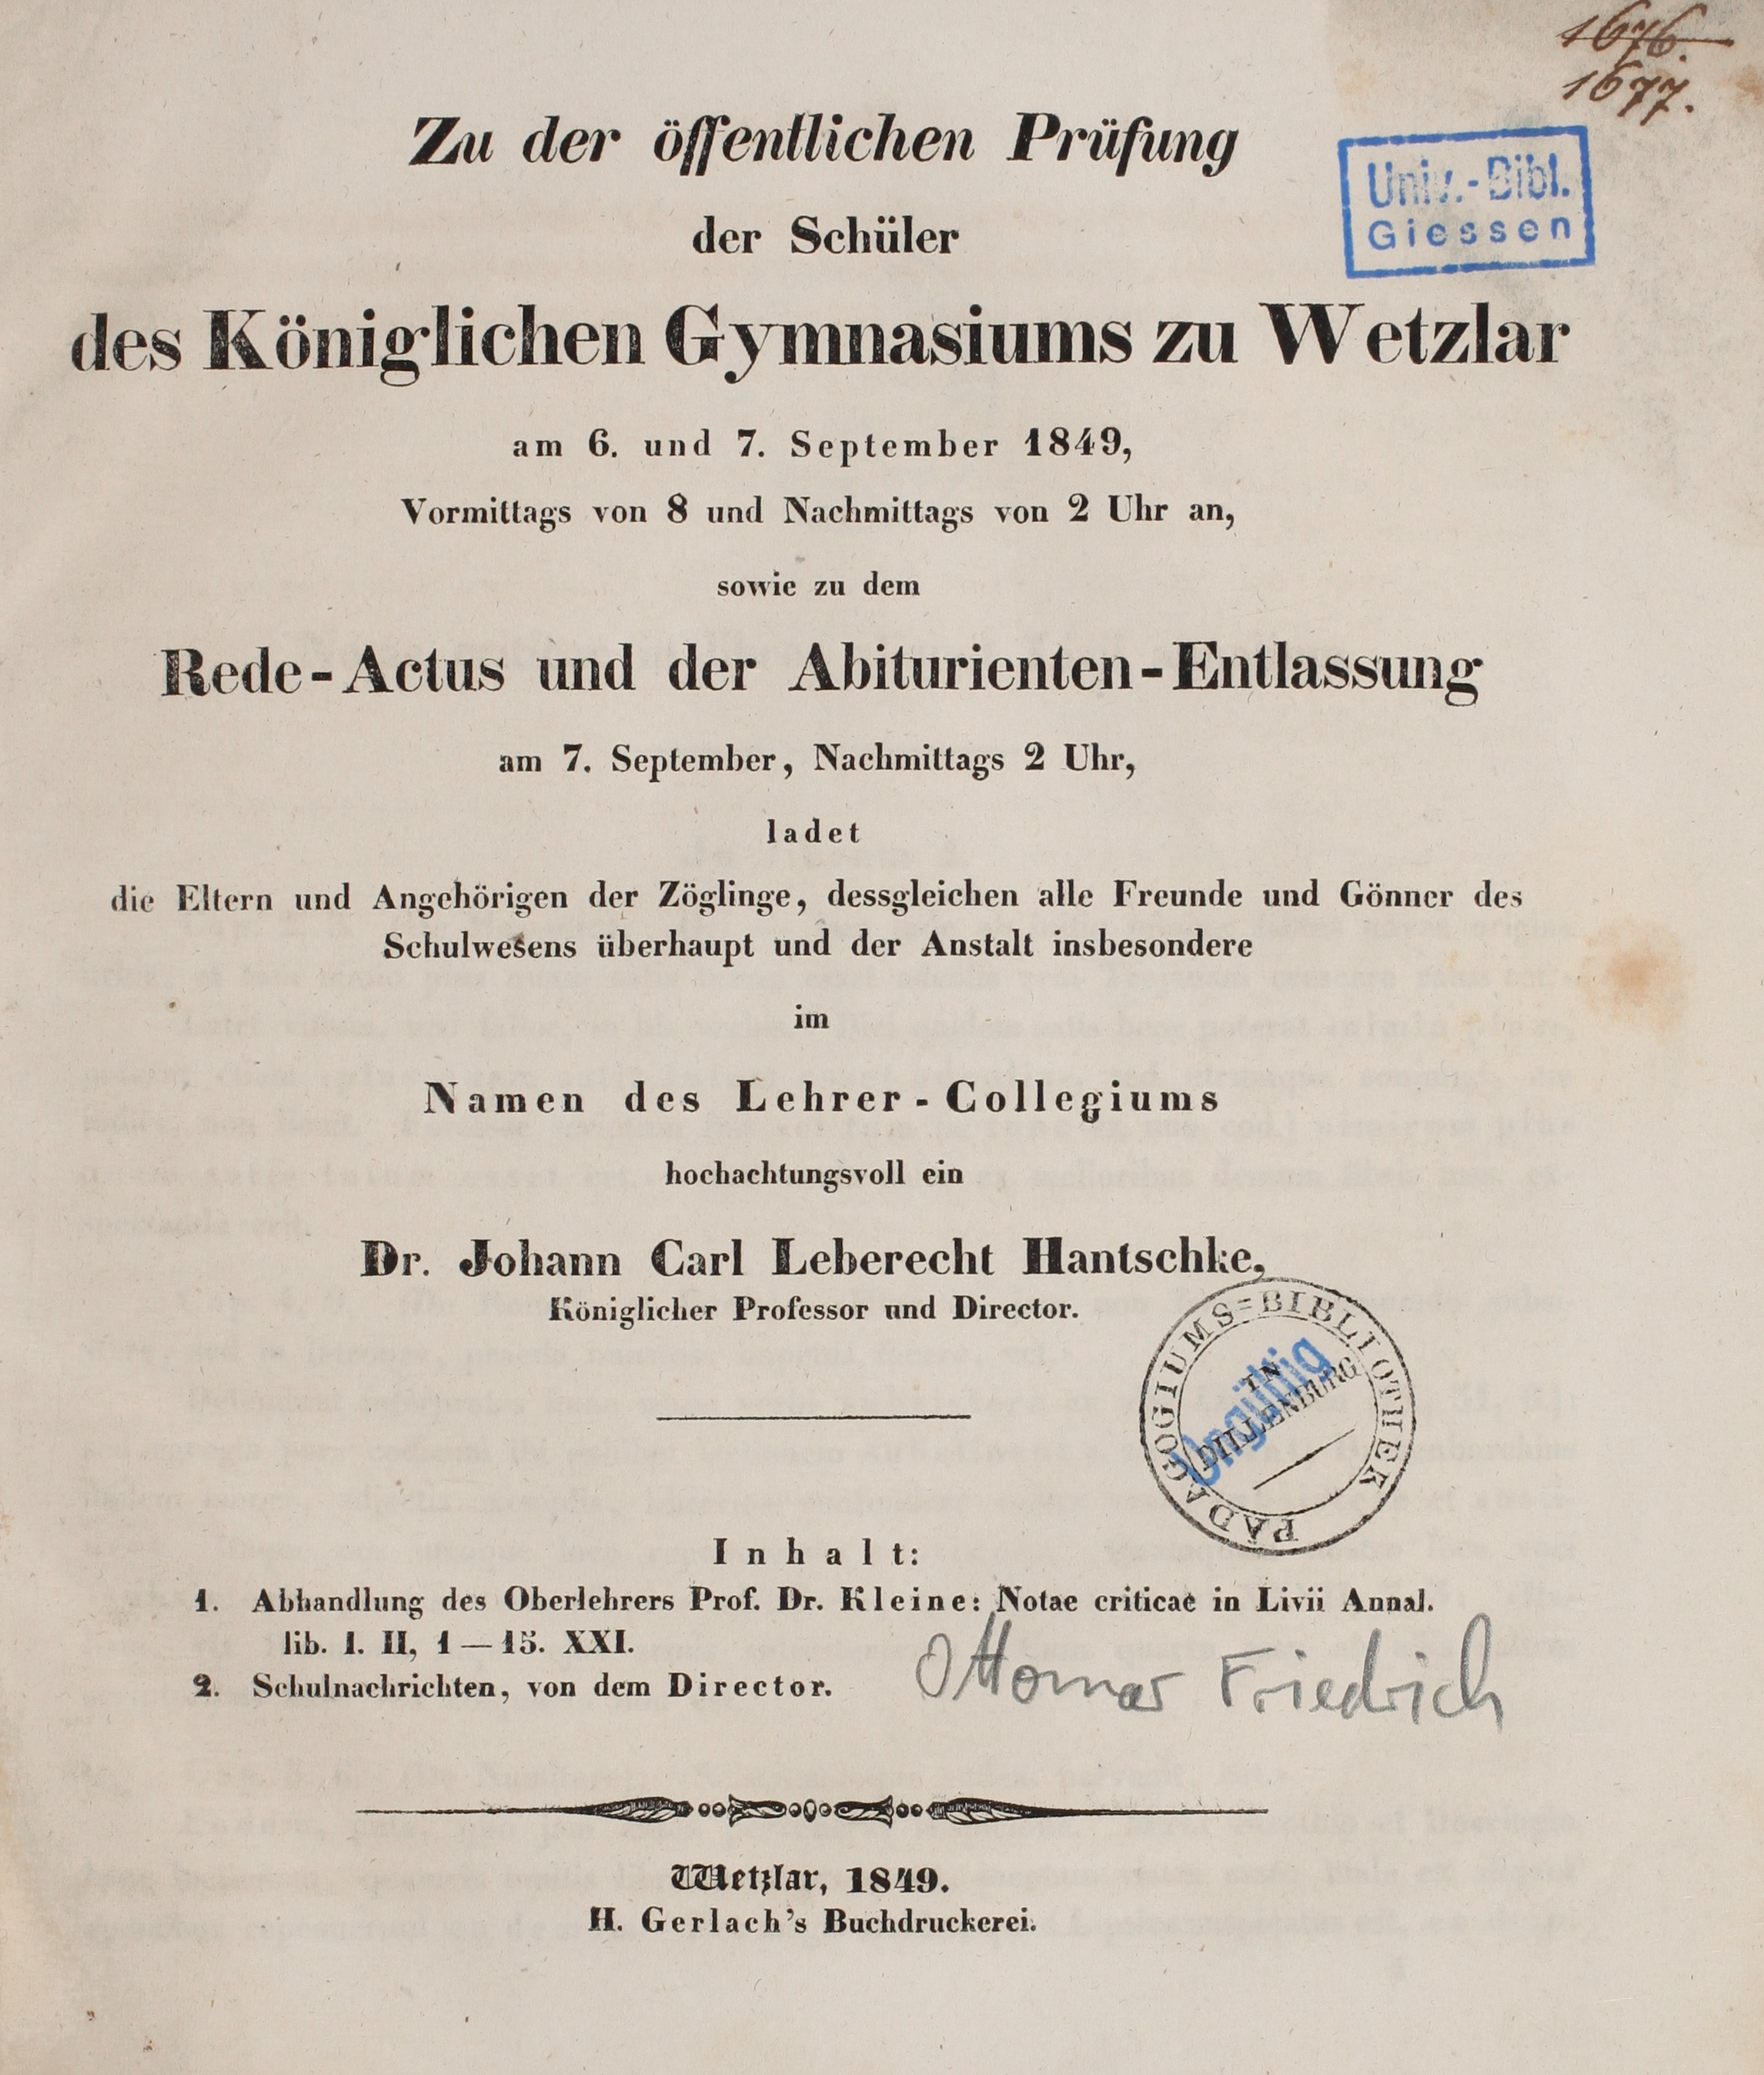 1676.
1677.
Zu der öffentlichen Prüfung
Univ.-Bibl.
Giessen
der Schüler
des Königlichen Gymnasiums zu Wetzlar
am 6. und 7. September 1849,
Vormittags von 8 und Nachmittags von 2 Uhr an,
sowie zu dem
Rede-Actus und der Abiturienten-Entlassung
am 7. September, Nachmittags 2 Uhr,
ladet
die Eltern und Angehörigen der Zöglinge, dessgleichen alle Freunde und Gönner des
Schulwesens überhaupt und der Anstalt insbesondere
im
Namen des Lehrer-Collegiums
hochachtungsvoll ein
Dr. Johann Carl Leberecht Hantschke,
Königlicher Professor und Director.
PÄDAGOGIUMS=BIBLIOTHEK
IN
DILLENBURG
Ungültig
Inhalt:
1. Abhandlung des Oberlehrers Prof. Dr. Kleine: Notae criticae in Livii Annal.
lib. I. II, 1—15. XXI.
2. Schulnachrichten, von dem Director.
Ottomar Friedrich
Wetzlar, 1849.
H. Gerlach's Buchdruckerei.